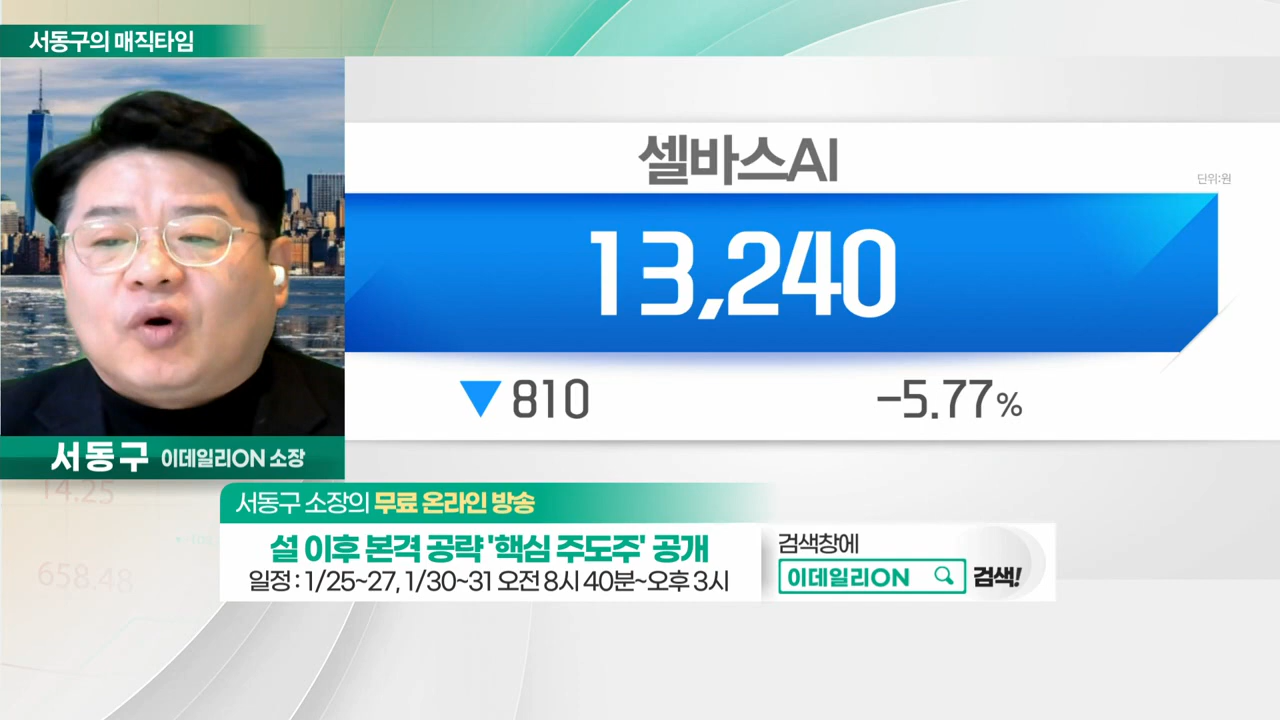 서동구의 매직타임
셀바스AI
단위:원
13,240
▼810
-5.77%
서동구 이데일리ON 소장
14.25
658.48
서동구 소장의 무료 온라인 방송
설 이후 본격 공략 '핵심 주도주' 공개
일정 : 1/25~27, 1/30~31 오전 8시 40분~오후 3시
검색창에
이데일리ON 검색!